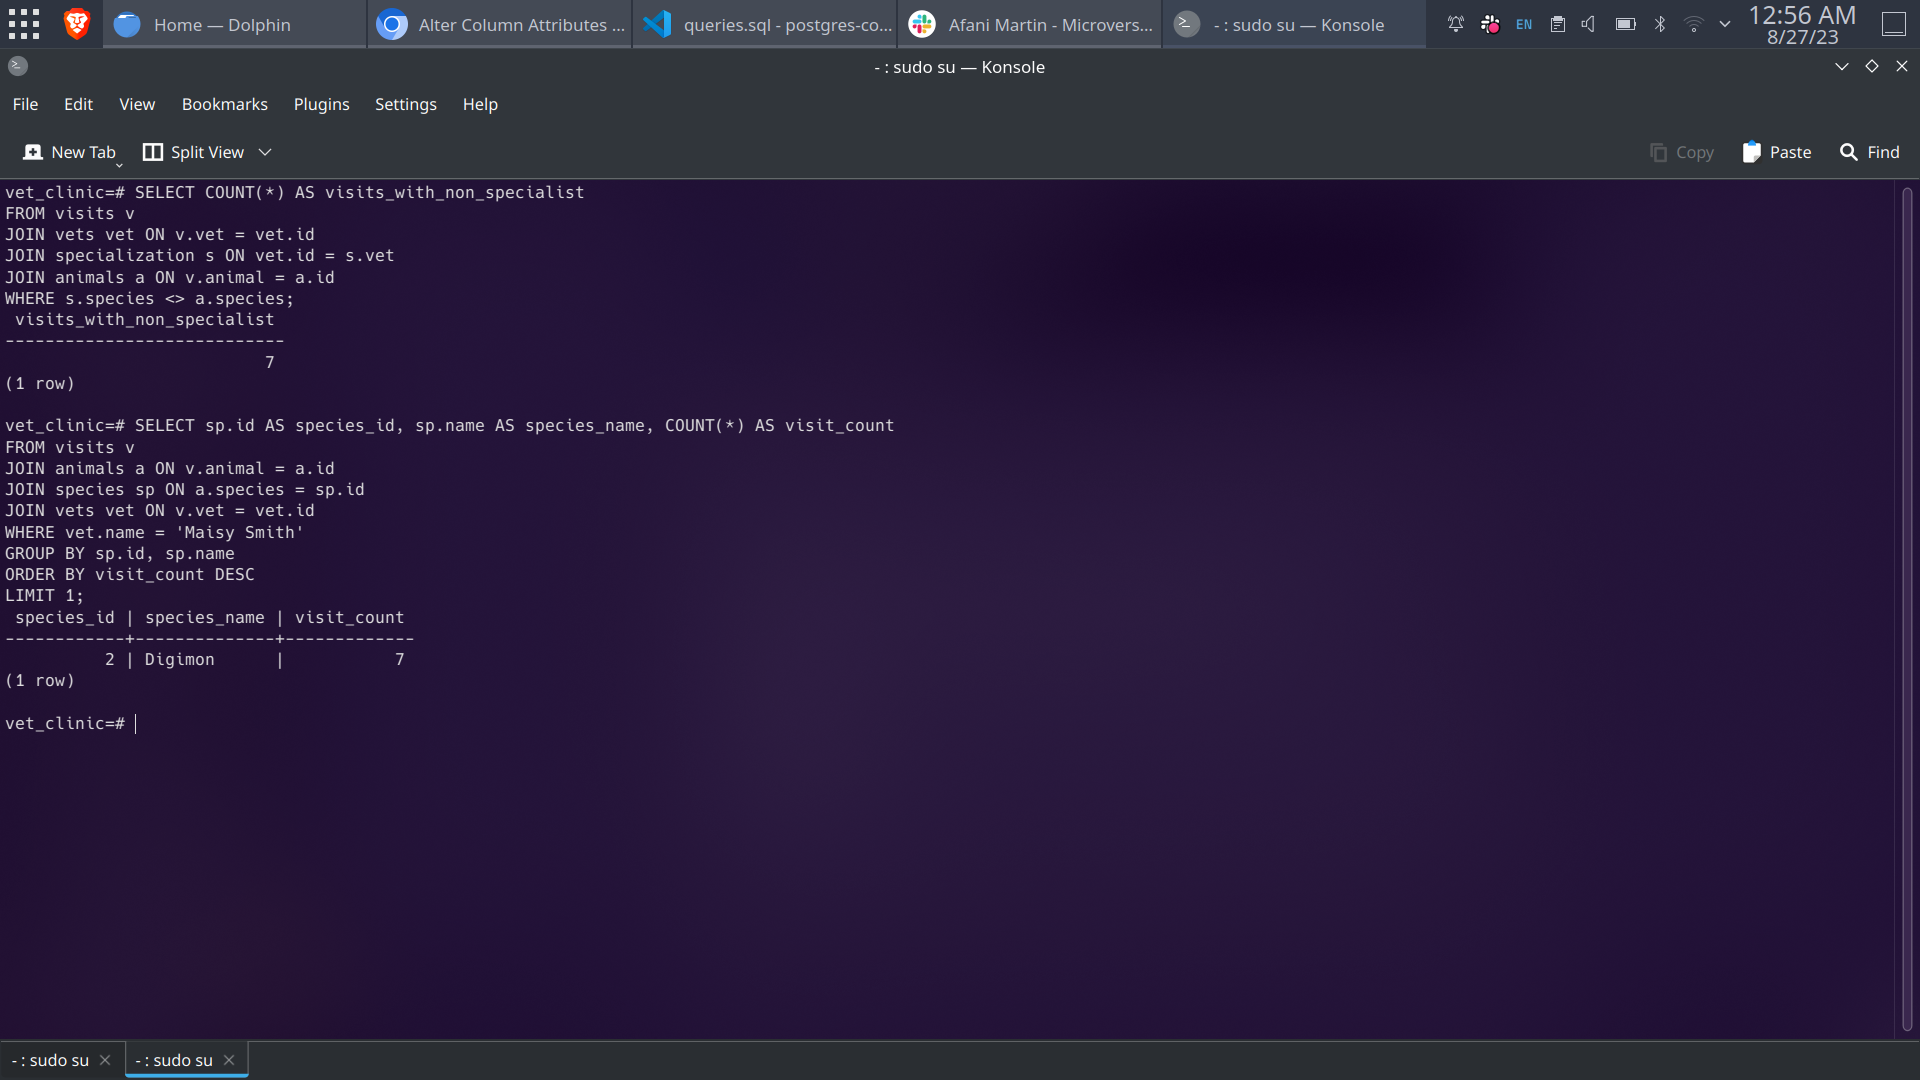 Home — Dolphin
Alter Column Attributes ...
queries.sql - postgres-co...
Afani Martin - Microvers...
- : sudo su — Konsole
EN
12:56 AM
8/27/23
- : sudo su — Konsole
File Edit View Bookmarks Plugins Settings Help
New Tab Split View Copy Paste Find
vet_clinic=# SELECT COUNT(*) AS visits_with_non_specialist
FROM visits v
JOIN vets vet ON v.vet = vet.id
JOIN specialization s ON vet.id = s.vet
JOIN animals a ON v.animal = a.id
WHERE s.species <> a.species;
 visits_with_non_specialist
----------------------------
                          7
(1 row)

vet_clinic=# SELECT sp.id AS species_id, sp.name AS species_name, COUNT(*) AS visit_count
FROM visits v
JOIN animals a ON v.animal = a.id
JOIN species sp ON a.species = sp.id
JOIN vets vet ON v.vet = vet.id
WHERE vet.name = 'Maisy Smith'
GROUP BY sp.id, sp.name
ORDER BY visit_count DESC
LIMIT 1;
 species_id | species_name | visit_count
------------+--------------+-------------
          2 | Digimon      |           7
(1 row)

vet_clinic=#
- : sudo su
- : sudo su